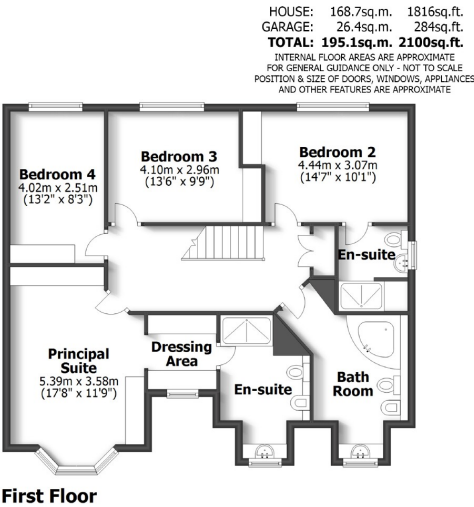 HOUSE: 168.7sq.m. 1816sq.ft.
GARAGE: 26.4sq.m. 284sq.ft.
TOTAL: 195.1sq.m. 2100sq.ft.
INTERNAL FLOOR AREAS ARE APPROXIMATE
FOR GENERAL GUIDANCE ONLY - NOT TO SCALE
POSITION & SIZE OF DOORS, WINDOWS, APPLIANCES
AND OTHER FEATURES ARE APPROXIMATE
Bedroom 4
4.02m x 2.51m
(13'2" x 8'3")
Bedroom 3
4.10m x 2.96m
(13'6" x 9'9")
Bedroom 2
4.44m x 3.07m
(14'7" x 10'1")
En-suite
Principal
Suite
5.39m x 3.58m
(17'8" x 11'9")
Dressing
Area
En-suite
Bath
Room
First Floor